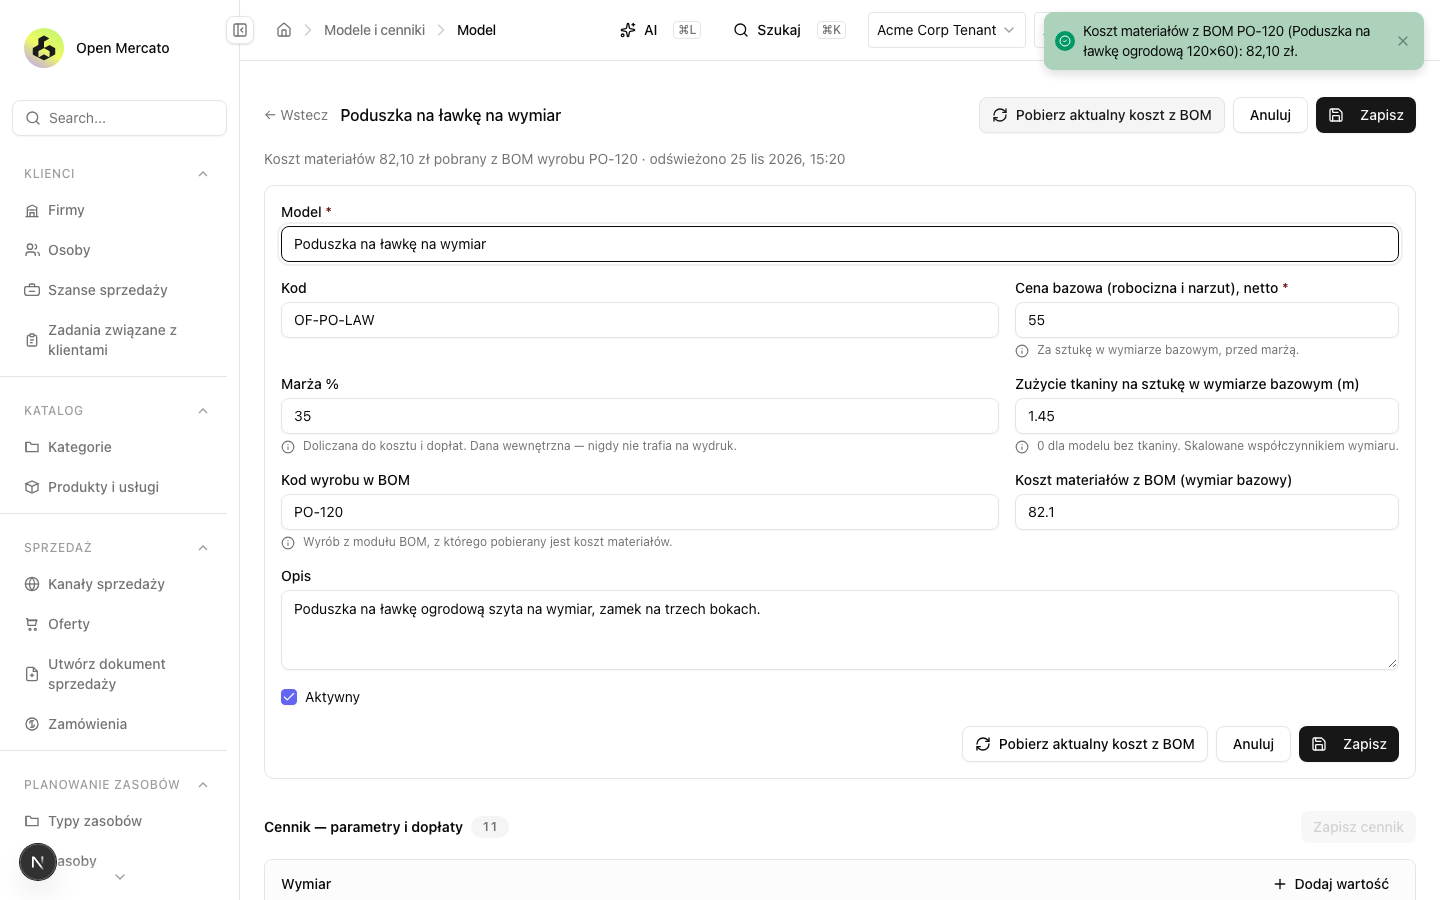 Open Mercato
Search...
KLIENCI
Firmy
Osoby
Szanse sprzedaży
Zadania związane z
klientami
KATALOG
Kategorie
Produkty i usługi
SPRZEDAŻ
Kanały sprzedaży
Oferty
Utwórz dokument
sprzedaży
Zamówienia
PLANOWANIE ZASOBÓW
Typy zasobów
N
Modele i cenniki
Model
AI ⌘L
Szukaj ⌘K
Acme Corp Tenant
Koszt materiałów z BOM PO-120 (Poduszka na
ławkę ogrodową 120×60): 82,10 zł.
← Wstecz
Poduszka na ławkę na wymiar
Pobierz aktualny koszt z BOM
Anuluj
Zapisz
Koszt materiałów 82,10 zł pobrany z BOM wyrobu PO-120 · odświeżono 25 lis 2026, 15:20
Model *
Poduszka na ławkę na wymiar
Kod
OF-PO-LAW
Cena bazowa (robocizna i narzut), netto *
55
Za sztukę w wymiarze bazowym, przed marżą.
Marża %
35
Doliczana do kosztu i dopłat. Dana wewnętrzna — nigdy nie trafia na wydruk.
Zużycie tkaniny na sztukę w wymiarze bazowym (m)
1.45
0 dla modelu bez tkaniny. Skalowane współczynnikiem wymiaru.
Kod wyrobu w BOM
PO-120
Wyrób z modułu BOM, z którego pobierany jest koszt materiałów.
Koszt materiałów z BOM (wymiar bazowy)
82.1
Opis
Poduszka na ławkę ogrodową szyta na wymiar, zamek na trzech bokach.
Aktywny
Pobierz aktualny koszt z BOM
Anuluj
Zapisz
Cennik — parametry i dopłaty 11
Zapisz cennik
Wymiar
+ Dodaj wartość